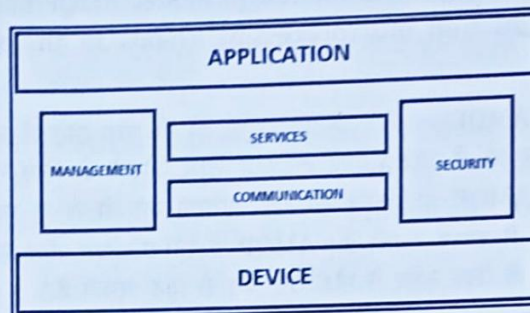 APPLICATION
SERVICES
MANAGEMENT
SECURITY
COMMUNICATION
DEVICE